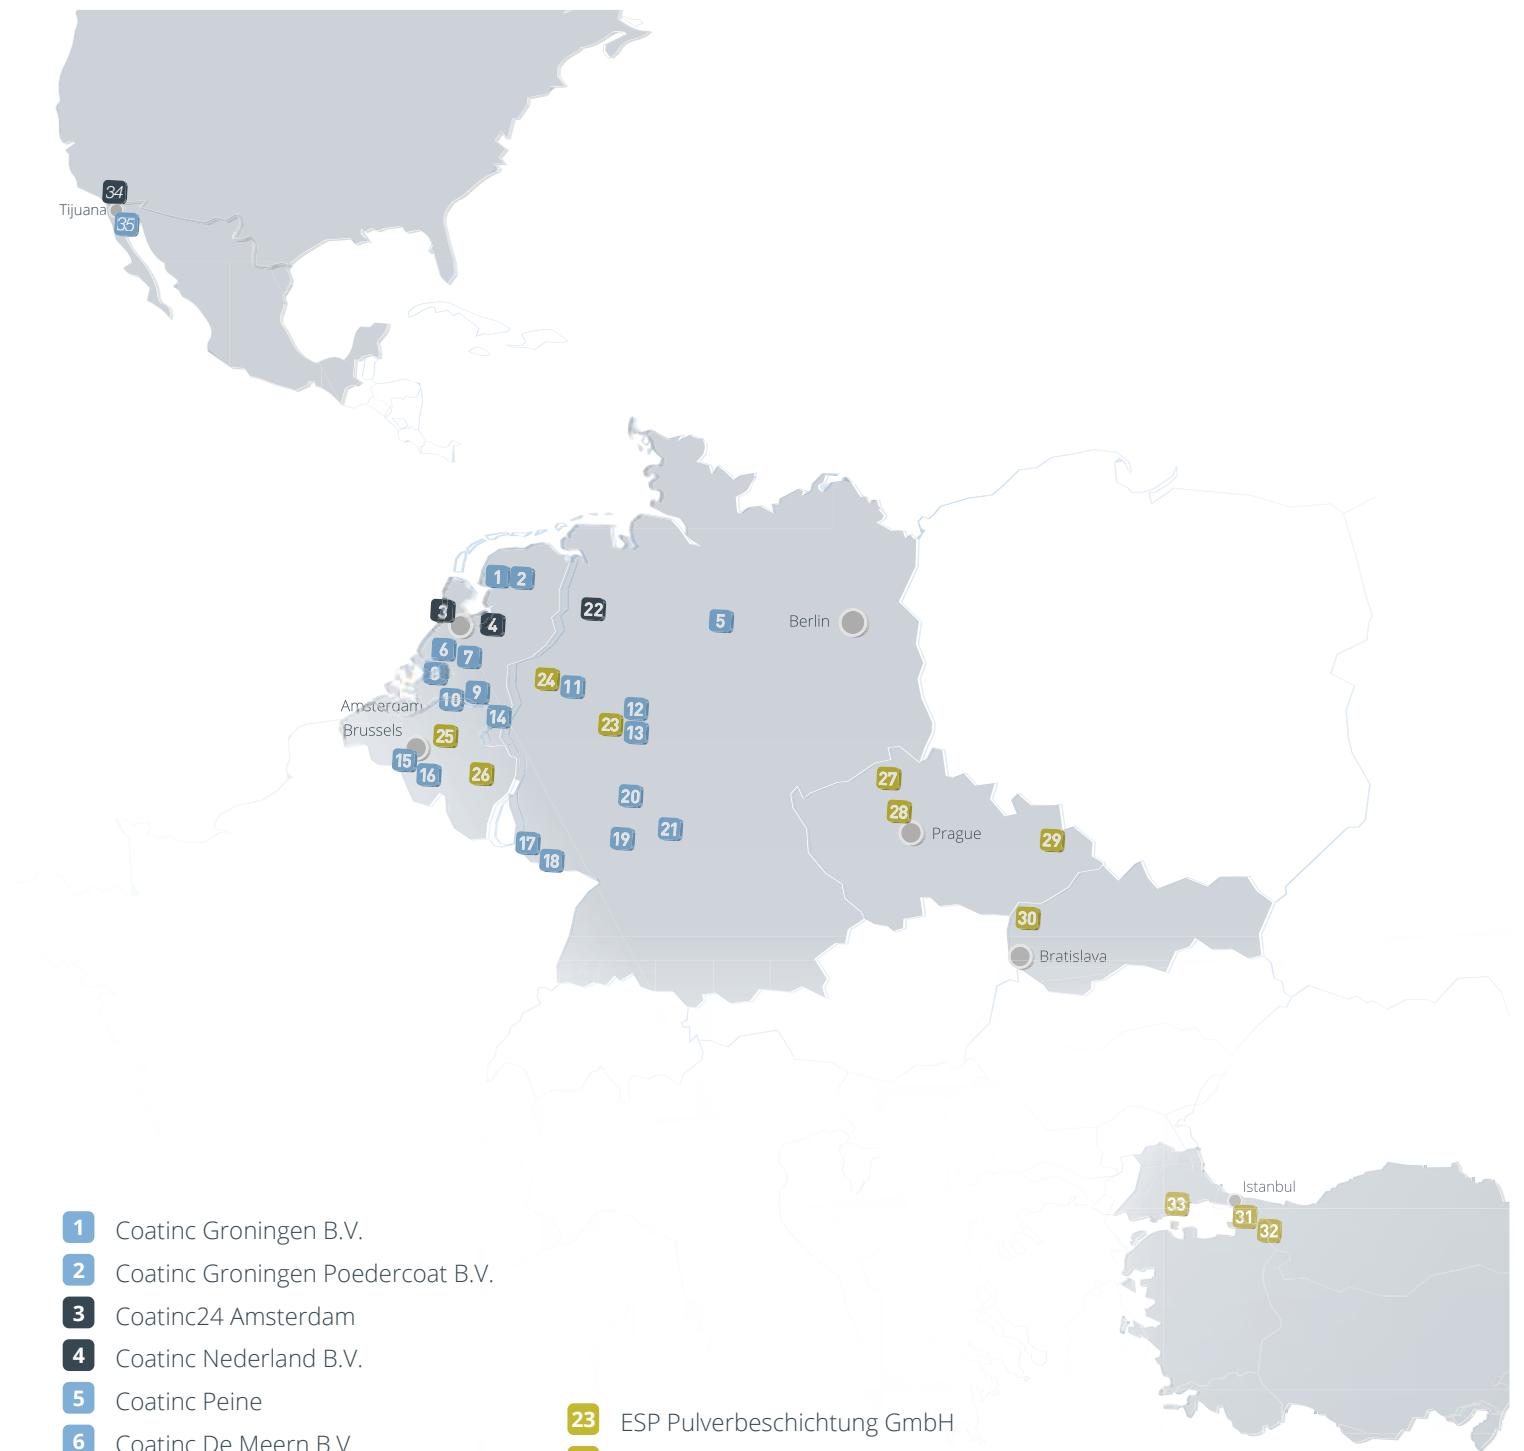 34
Tijuana
35
1 2
3
4
22
5
Berlin
6
7
8
24
11
9
10
Amsterdam
12
14
23
13
Brussels
25
15
16
26
27
20
28
Prague
21
19
29
17
18
30
Bratislava
Istanbul
33
31
32
1 Coatinc Groningen B.V.
2 Coatinc Groningen Poedercoat B.V.
3 Coatinc24 Amsterdam
4 Coatinc Nederland B.V.
5 Coatinc Peine
23 ESP Pulverbeschichtung GmbH
6 Coatinc De Meern B.V.